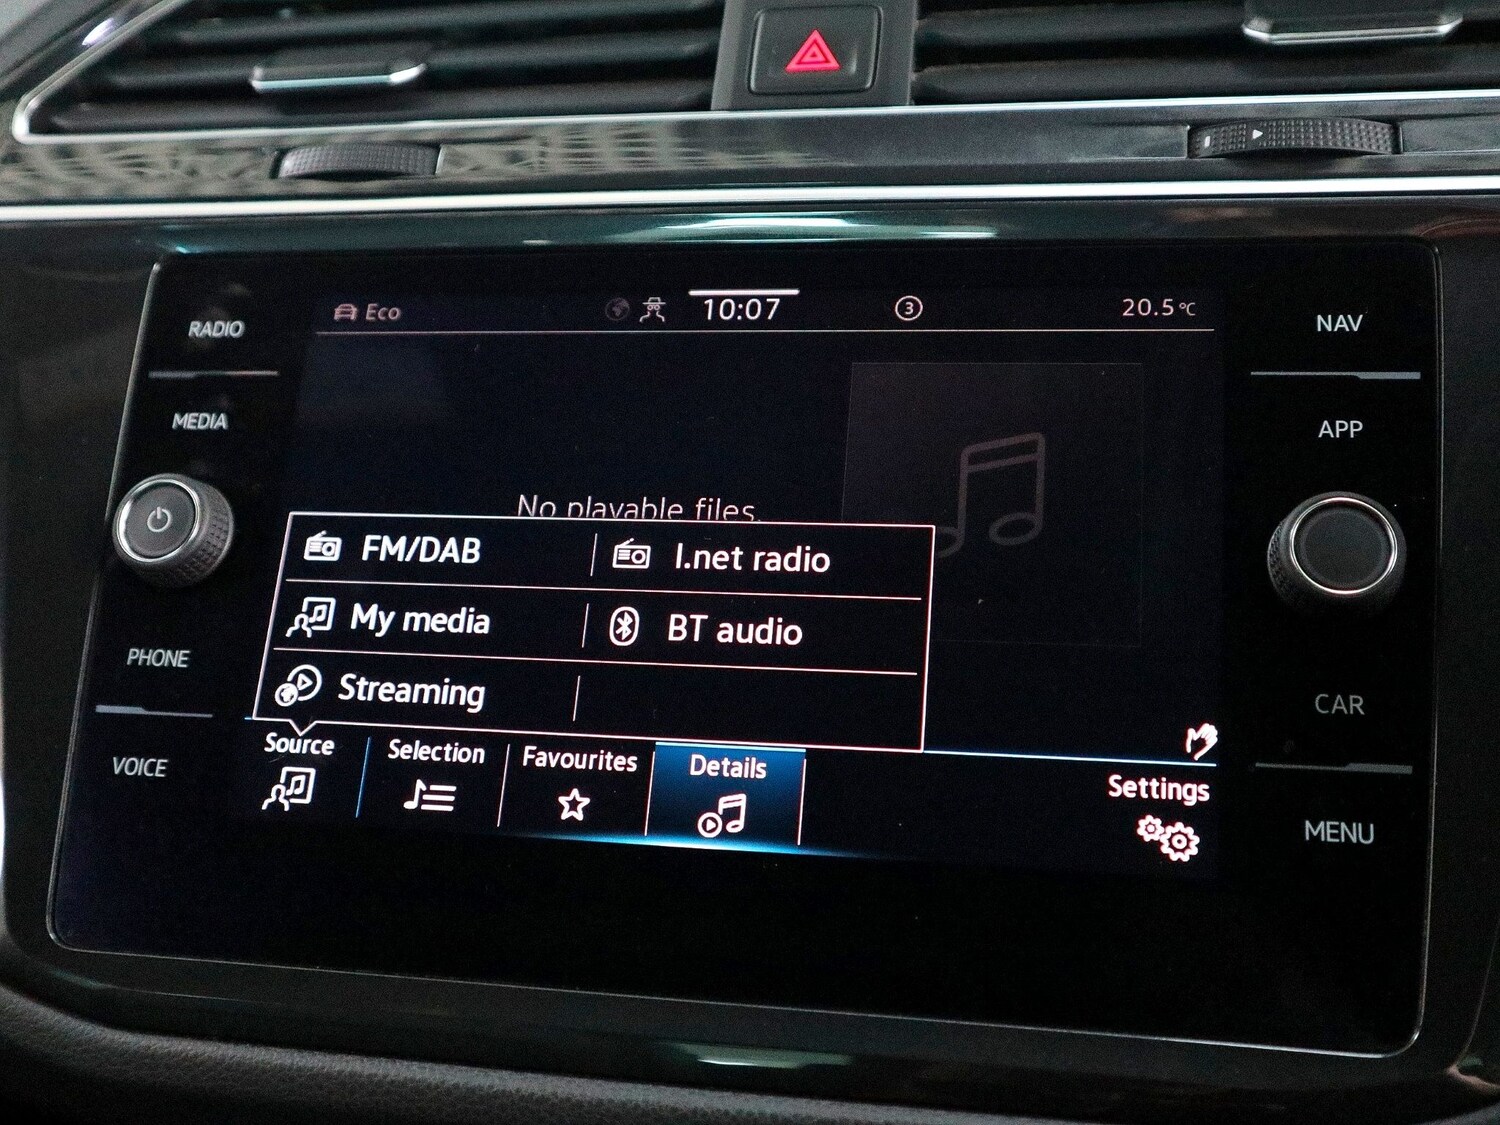 RADIO
MEDIA
PHONE
VOICE
Eco
10:07
3
20.5°C
No playable files.
FM/DAB
I.net radio
My media
BT audio
Streaming
Source
Selection
Favourites
Details
Settings
NAV
APP
CAR
MENU